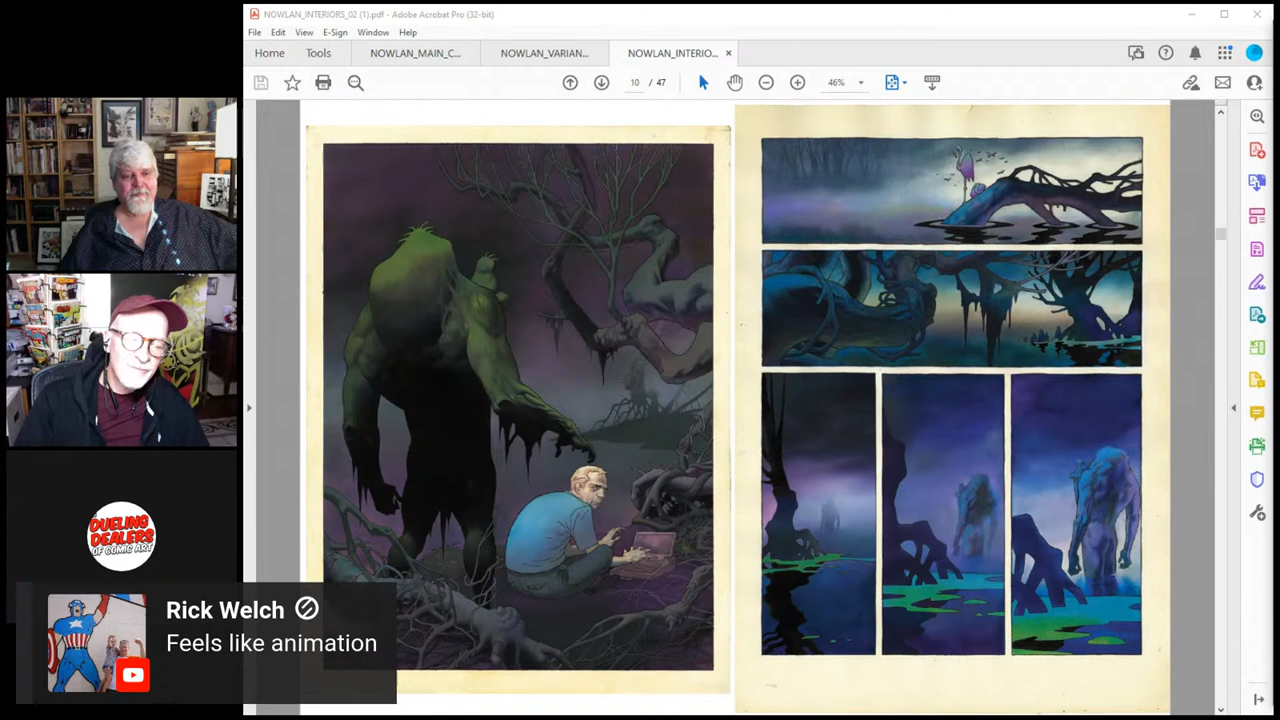 NOWLAN_INTERIORS_02 (1).pdf - Adobe Acrobat Pro (32-bit)
File Edit View E-Sign Window Help
Home Tools NOWLAN_MAIN_C... NOWLAN_VARIAN... NOWLAN_INTERIO... ×
10 / 47 46%
DUELING
DEALERS
OF COMIC ART
Rick Welch
Feels like animation